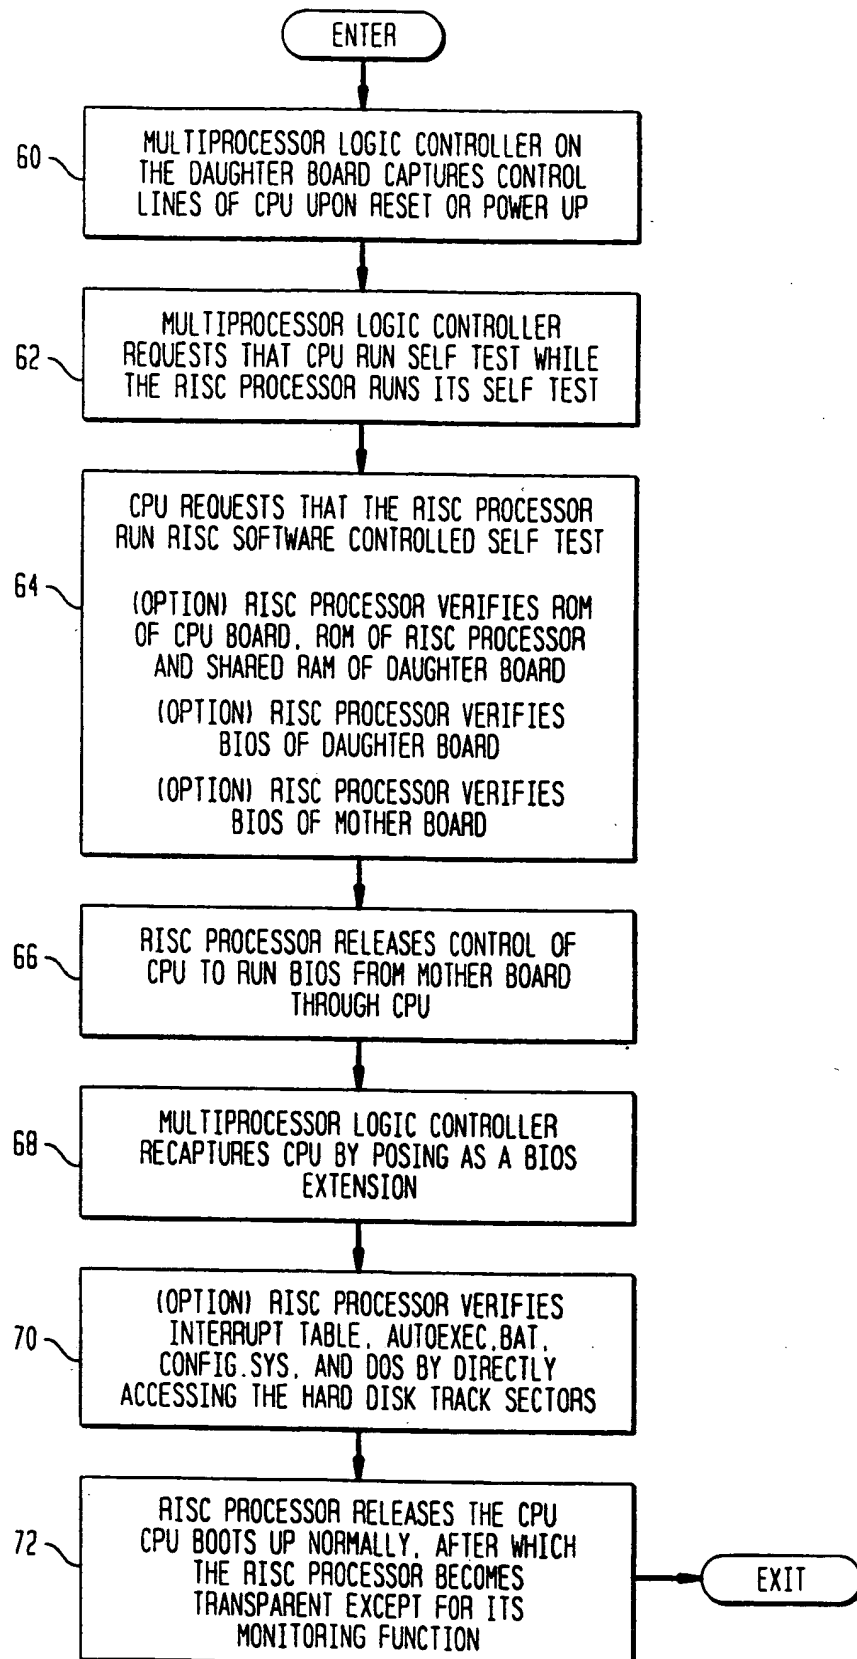 ENTER
60
MULTIPROCESSOR LOGIC CONTROLLER ON
THE DAUGHTER BOARD CAPTURES CONTROL
LINES OF CPU UPON RESET OR POWER UP
62
MULTIPROCESSOR LOGIC CONTROLLER
REQUESTS THAT CPU RUN SELF TEST WHILE
THE RISC PROCESSOR RUNS ITS SELF TEST
64
CPU REQUESTS THAT THE RISC PROCESSOR
RUN RISC SOFTWARE CONTROLLED SELF TEST
(OPTION) RISC PROCESSOR VERIFIES ROM
OF CPU BOARD, ROM OF RISC PROCESSOR
AND SHARED RAM OF DAUGHTER BOARD
(OPTION) RISC PROCESSOR VERIFIES
BIOS OF DAUGHTER BOARD
(OPTION) RISC PROCESSOR VERIFIES
BIOS OF MOTHER BOARD
66
RISC PROCESSOR RELEASES CONTROL OF
CPU TO RUN BIOS FROM MOTHER BOARD
THROUGH CPU
68
MULTIPROCESSOR LOGIC CONTROLLER
RECAPTURES CPU BY POSING AS A BIOS
EXTENSION
70
(OPTION) RISC PROCESSOR VERIFIES
INTERRUPT TABLE, AUTOEXEC.BAT,
CONFIG.SYS, AND DOS BY DIRECTLY
ACCESSING THE HARD DISK TRACK SECTORS
72
RISC PROCESSOR RELEASES THE CPU
CPU BOOTS UP NORMALLY, AFTER WHICH
THE RISC PROCESSOR BECOMES
TRANSPARENT EXCEPT FOR ITS
MONITORING FUNCTION
EXIT